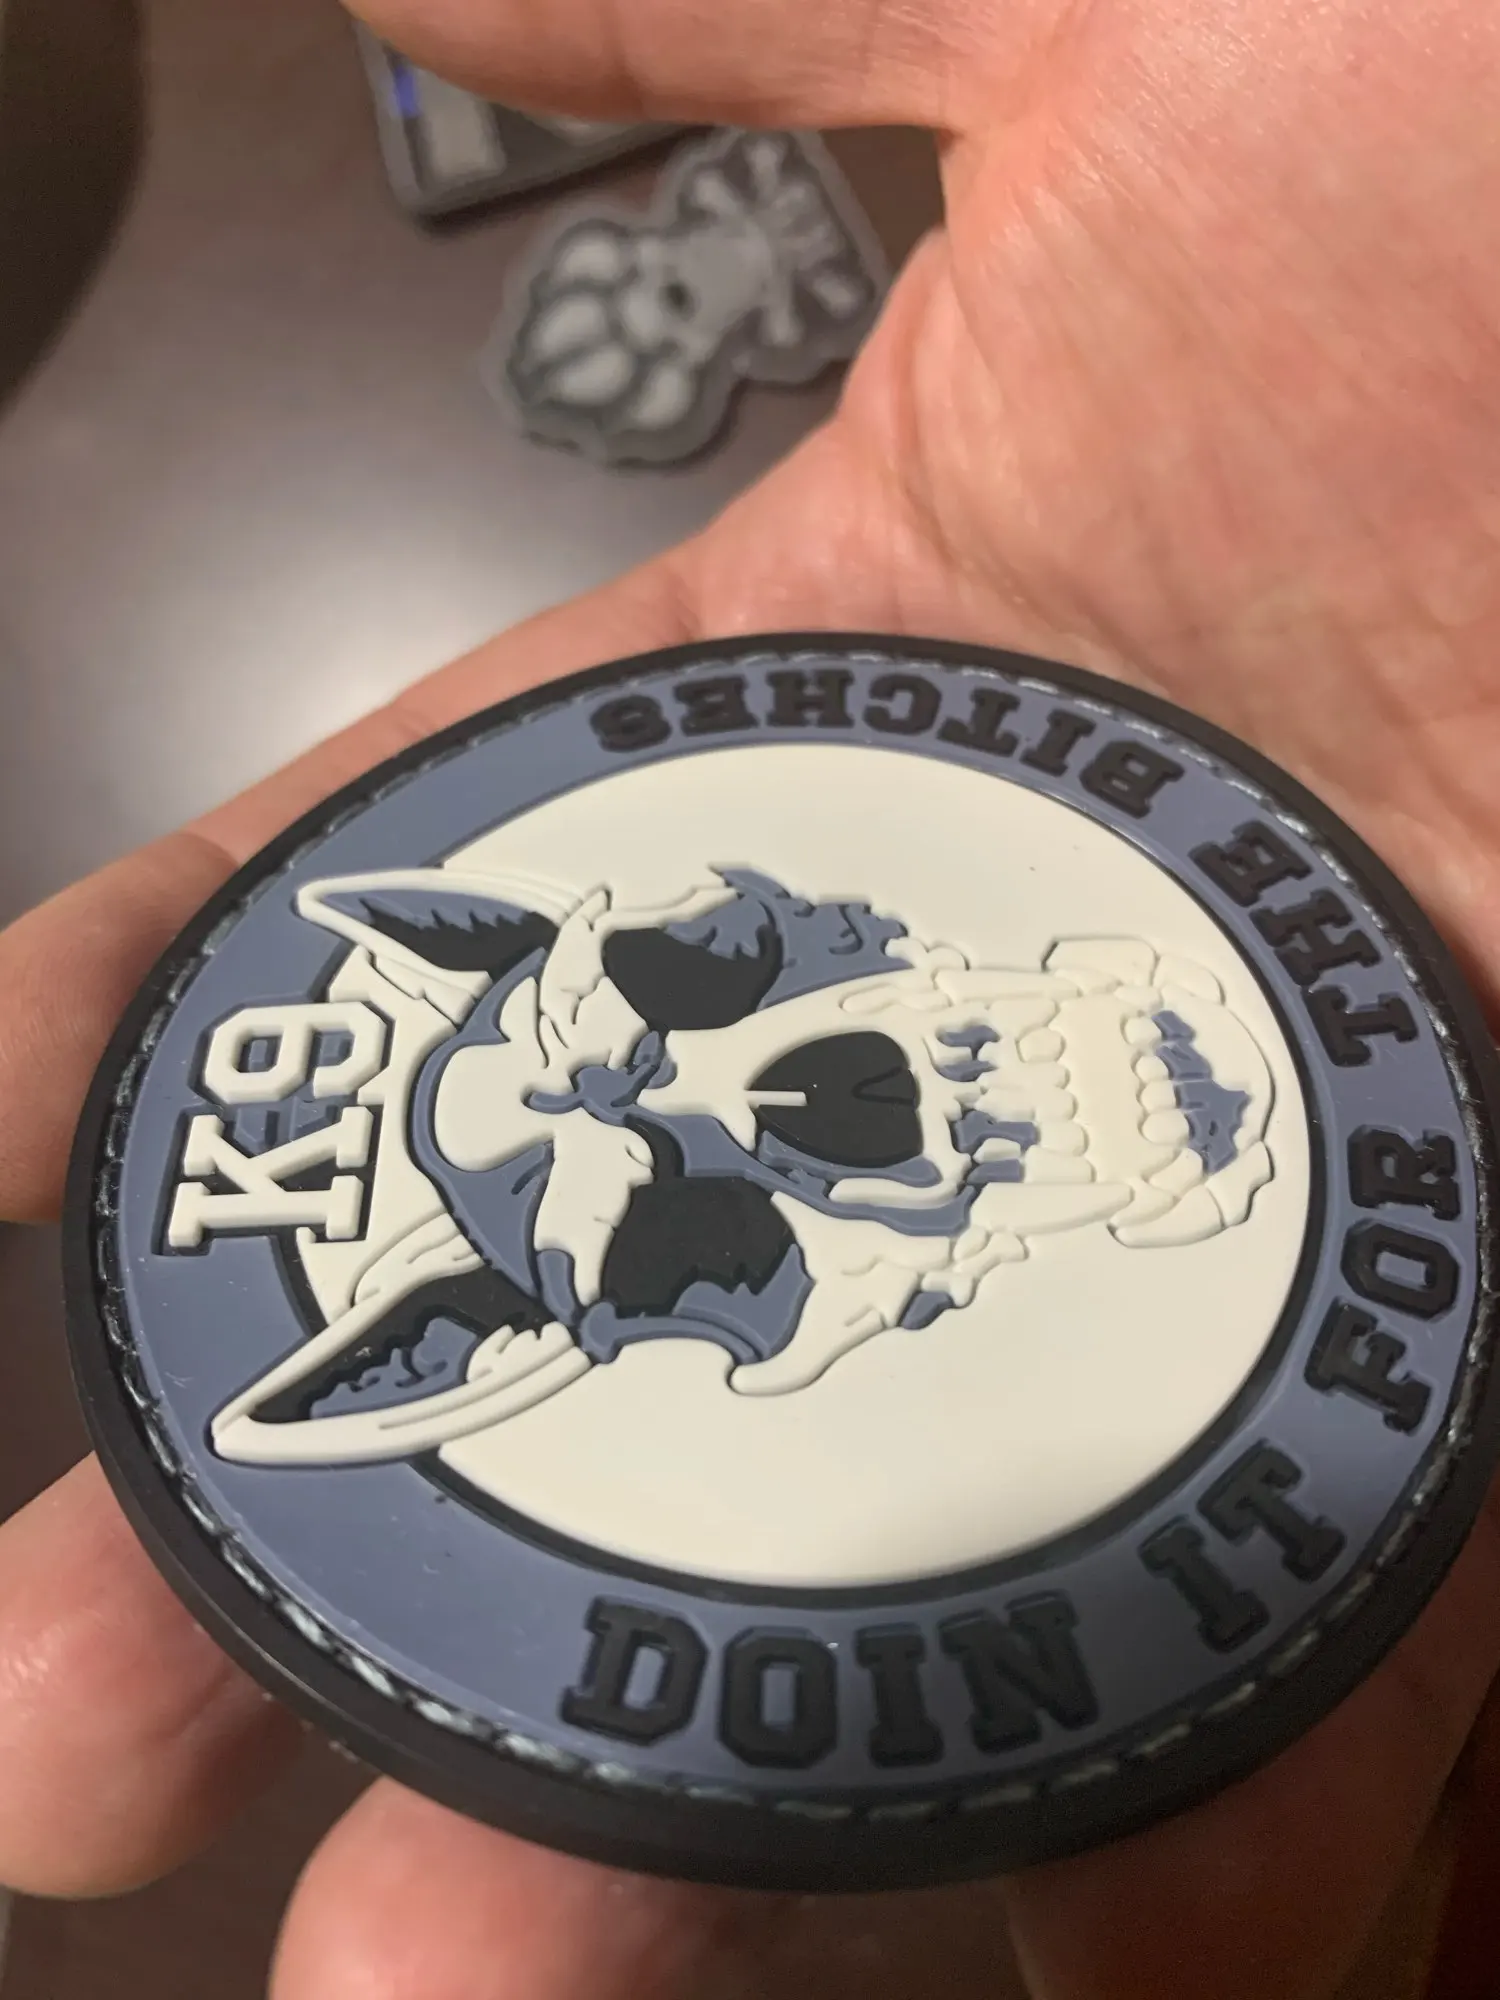 K9
DOIN IT FOR THE BITCHES